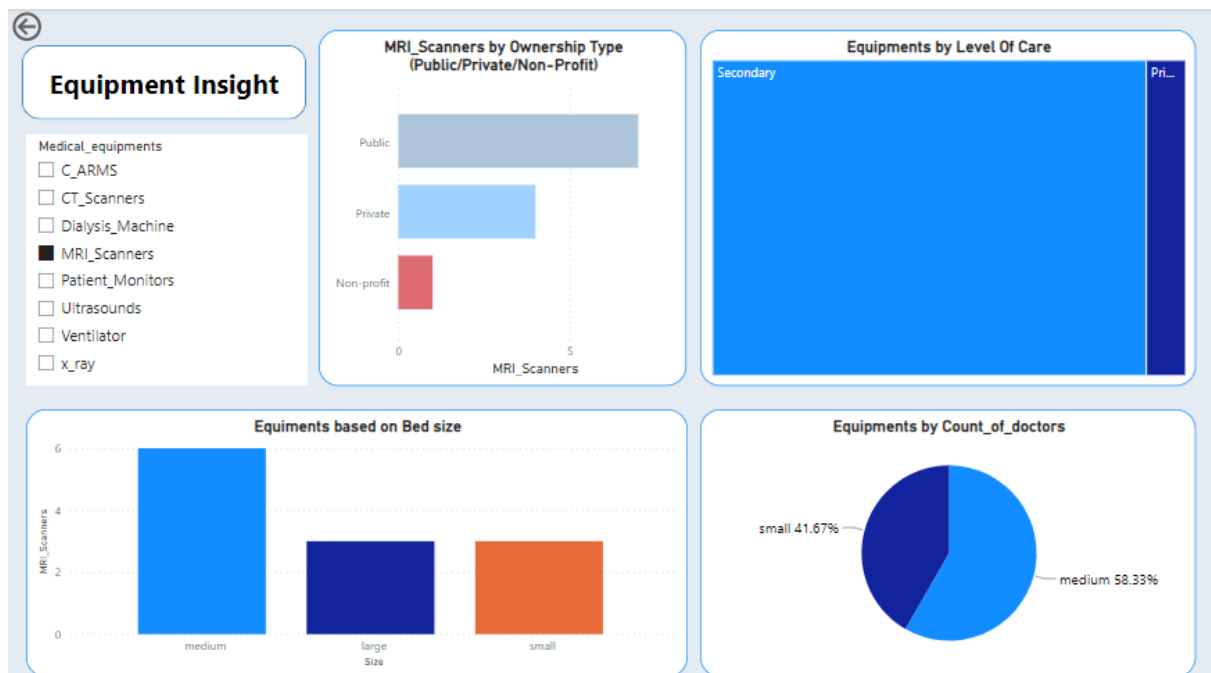 Equipment Insight
Medical_equipments
C_ARMS
CT_Scanners
Dialysis_Machine
MRI_Scanners
Patient_Monitors
Ultrasounds
Ventilator
x_ray
MRI_Scanners by Ownership Type
(Public/Private/Non-Profit)
Public
Private
Non-profit
0
5
MRI_Scanners
Equipments by Level Of Care
Secondary
Pri...
Equiments based on Bed size
6
4
2
0
MRI_Scanners
medium
large
small
Size
Equipments by Count_of_doctors
small 41.67%
medium 58.33%